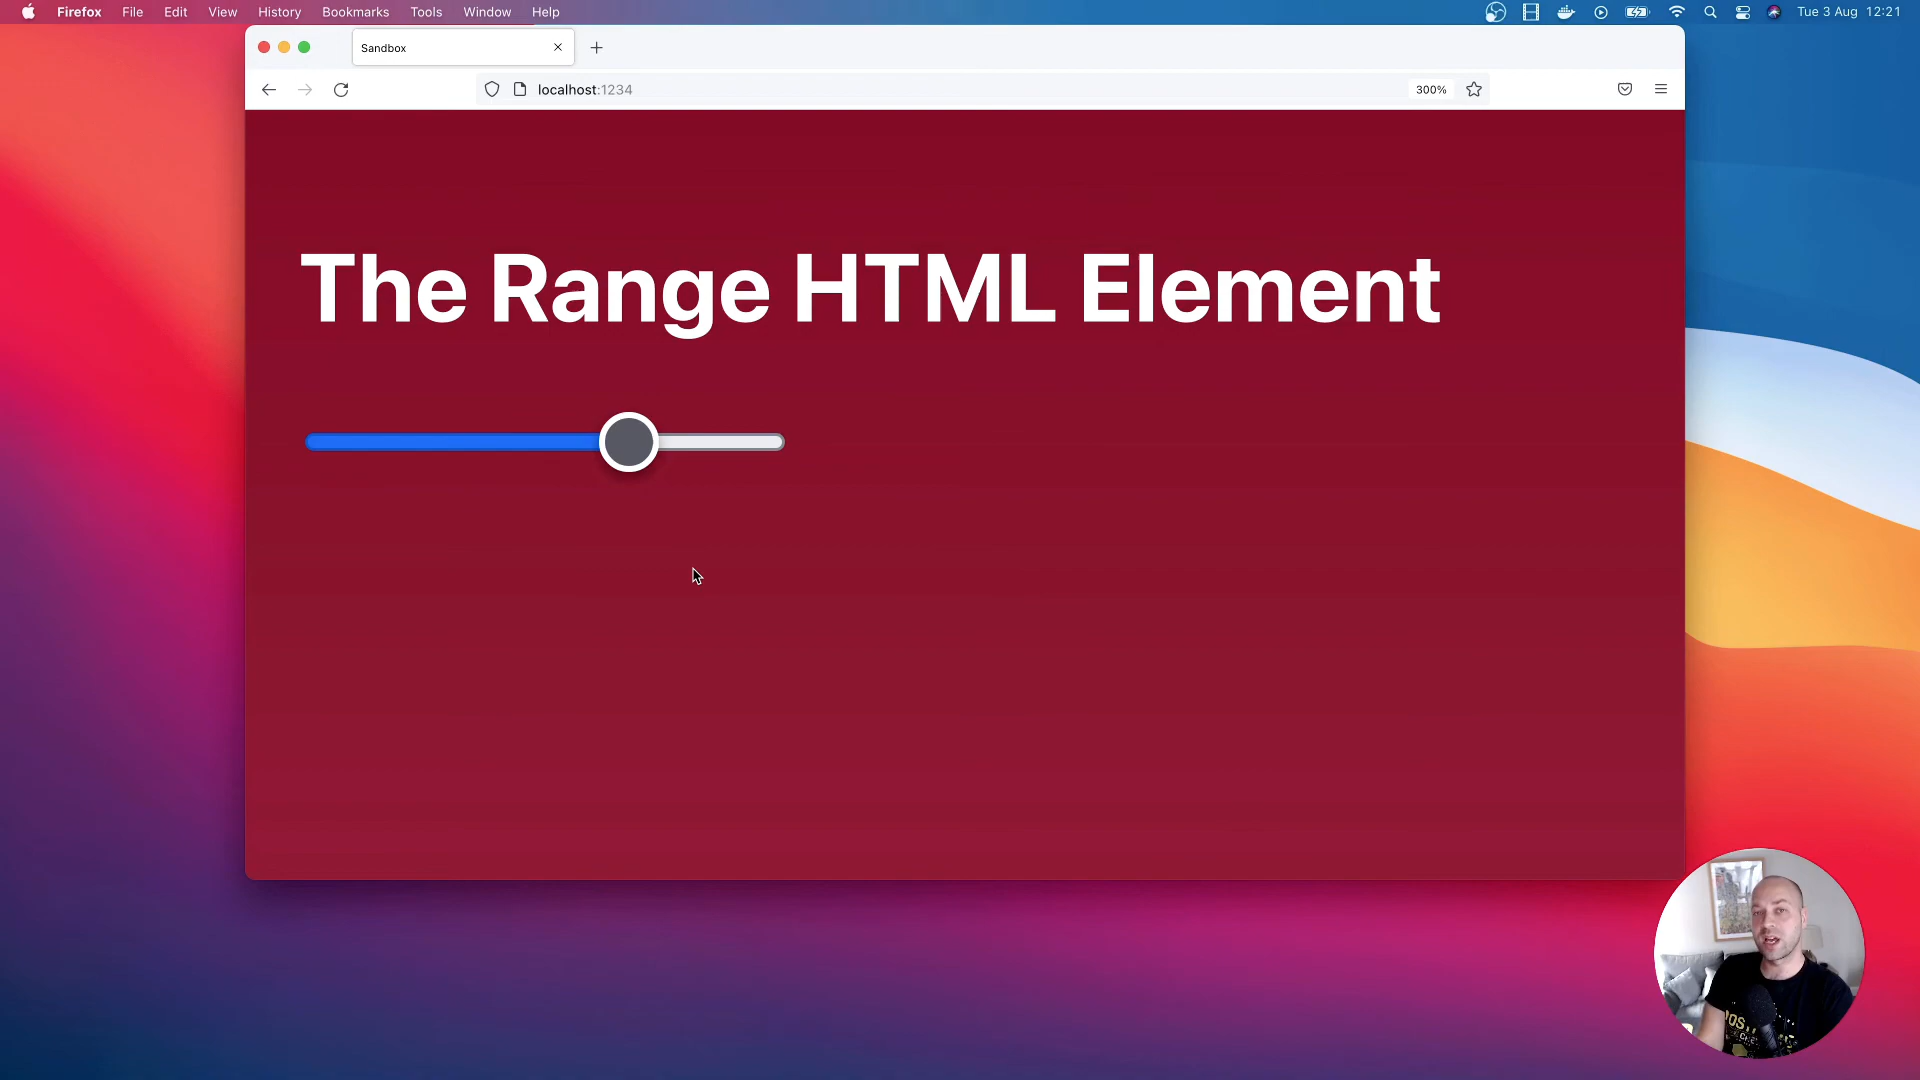 Firefox File Edit View History Bookmarks Tools Window Help Tue 3 Aug 12:21
Sandbox
localhost:1234 300%
The Range HTML Element